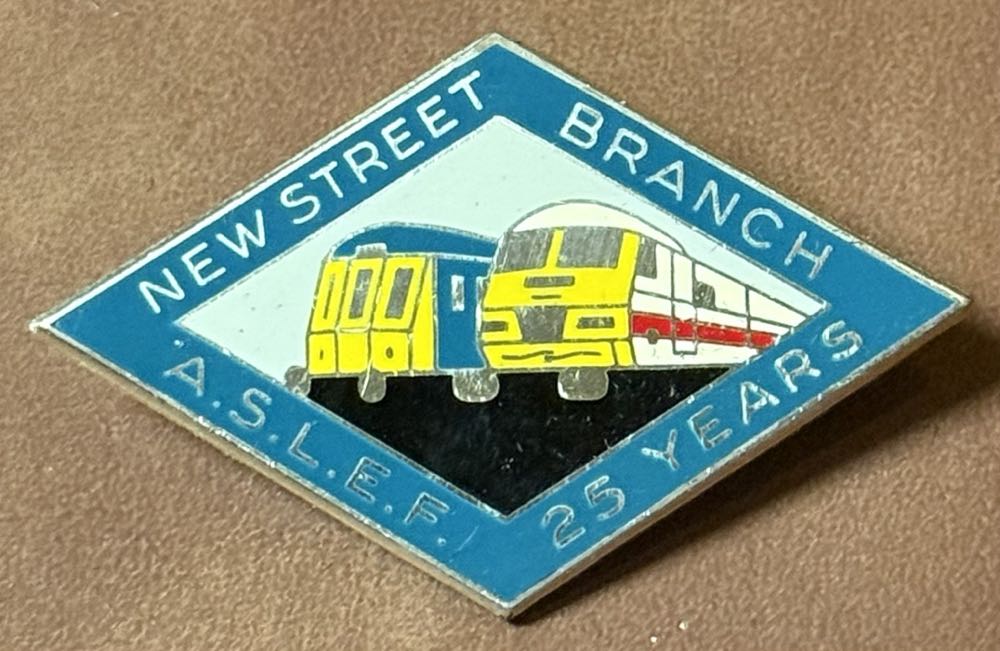 NEW STREET
BRANCH
A.S.L.E.F.
25 YEARS